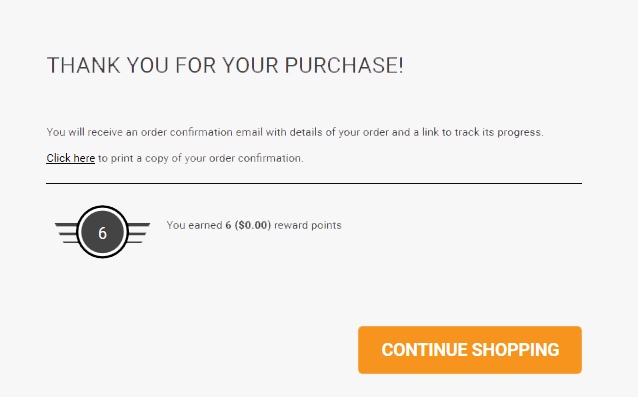 THANK YOU FOR YOUR PURCHASE!
You will receive an order confirmation email with details of your order and a link to track its progress.
Click here to print a copy of your order confirmation.
6
You earned 6 ($0.00) reward points
CONTINUE SHOPPING